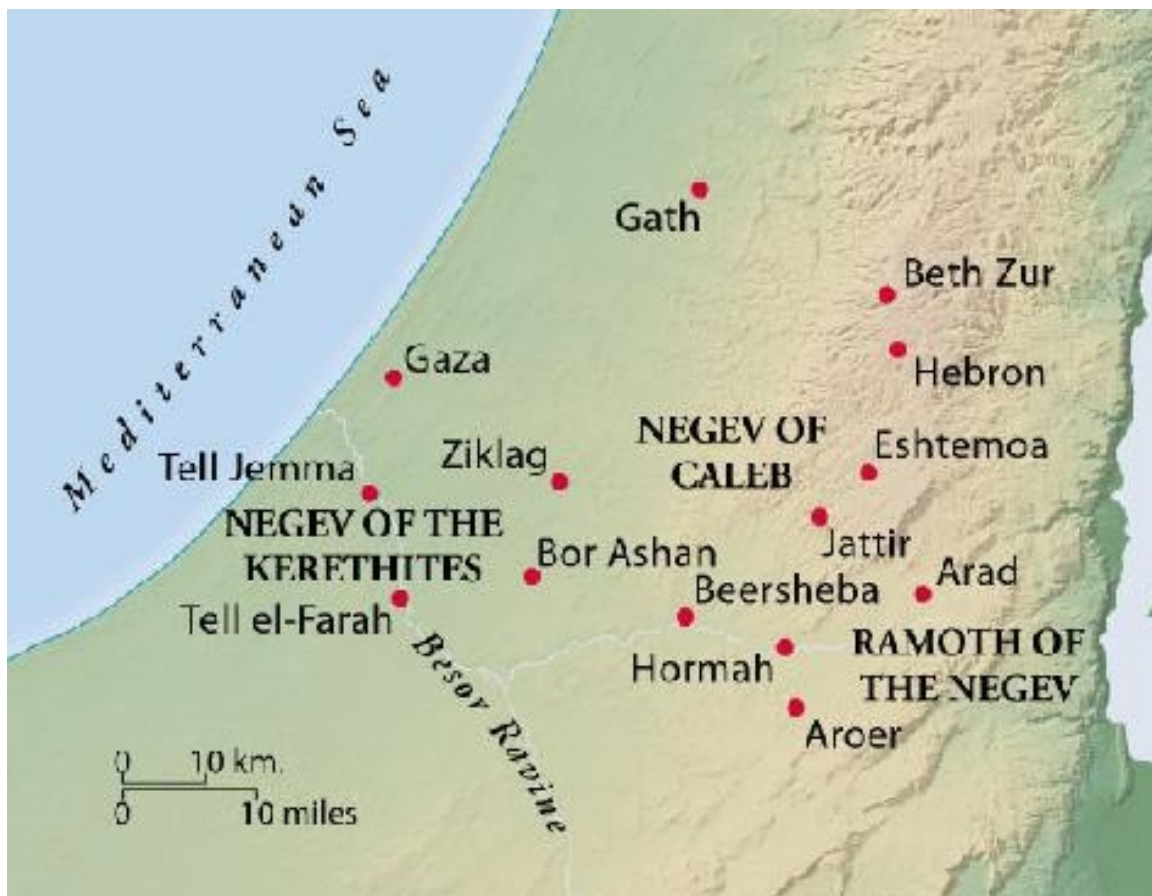 Mediterranean Sea
Gath
Beth Zur
Gaza
Hebron
NEGEV OF
CALEB
Eshtemoa
Ziklag
Tell Jemma
NEGEV OF THE
KERETHITES
Jattir
Bor Ashan
Arad
Beersheba
Tell el-Farah
Besor Ravine
Hormah
RAMOTH OF
THE NEGEV
Aroer
0 10 km.
0 10 miles